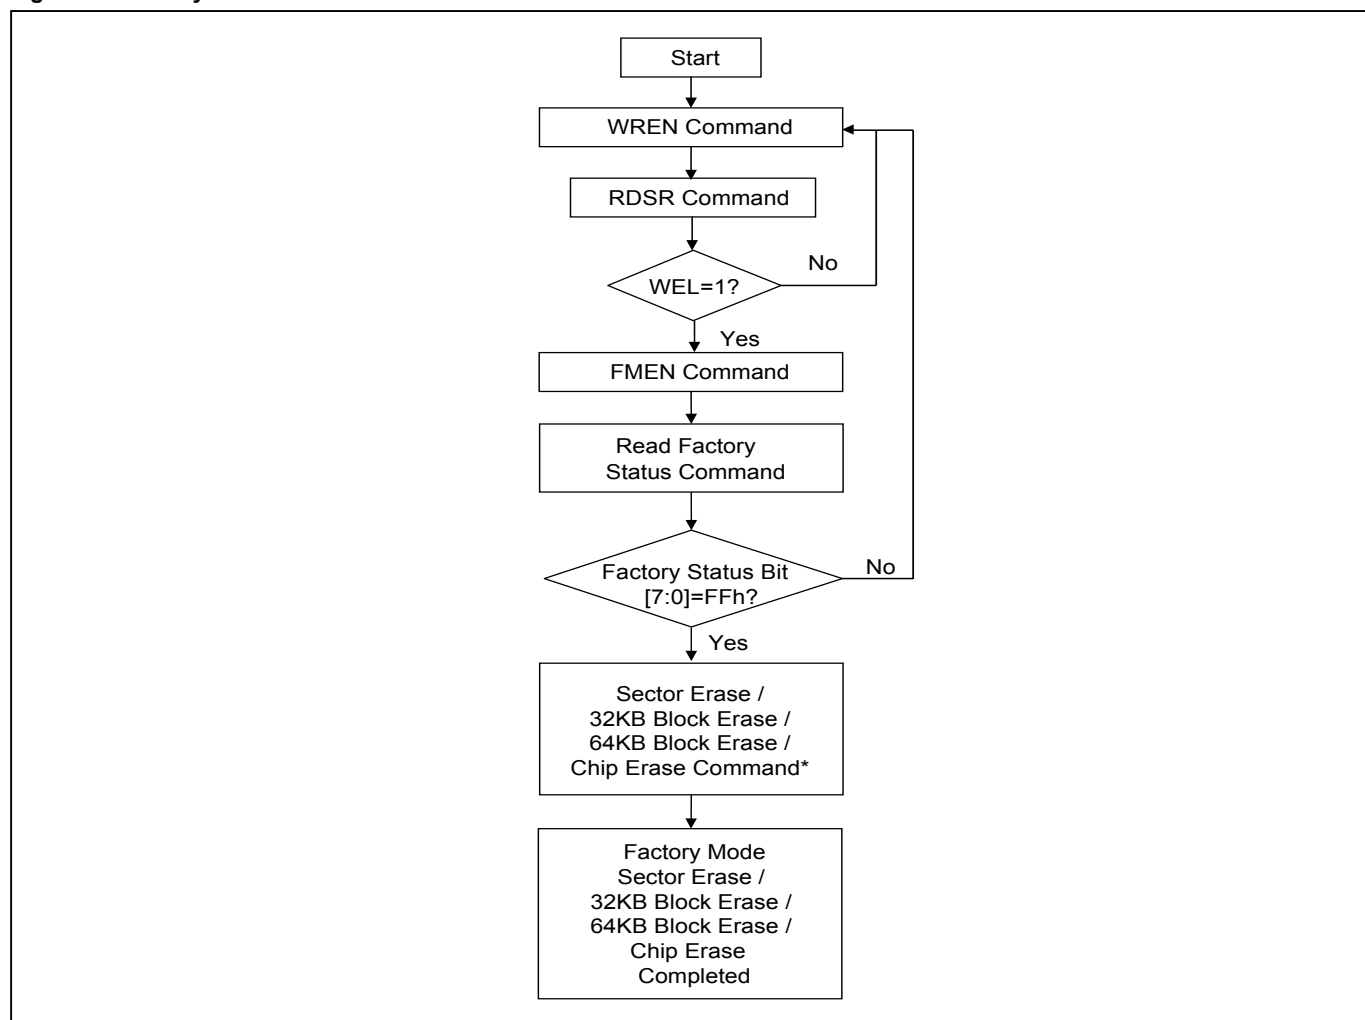 Start
WREN Command
RDSR Command
No
WEL=1?
Yes
FMEN Command
Read Factory
Status Command
Factory Status Bit
[7:0]=FFh?
No
Yes
Sector Erase /
32KB Block Erase /
64KB Block Erase /
Chip Erase Command*
Factory Mode
Sector Erase /
32KB Block Erase /
64KB Block Erase /
Chip Erase
Completed